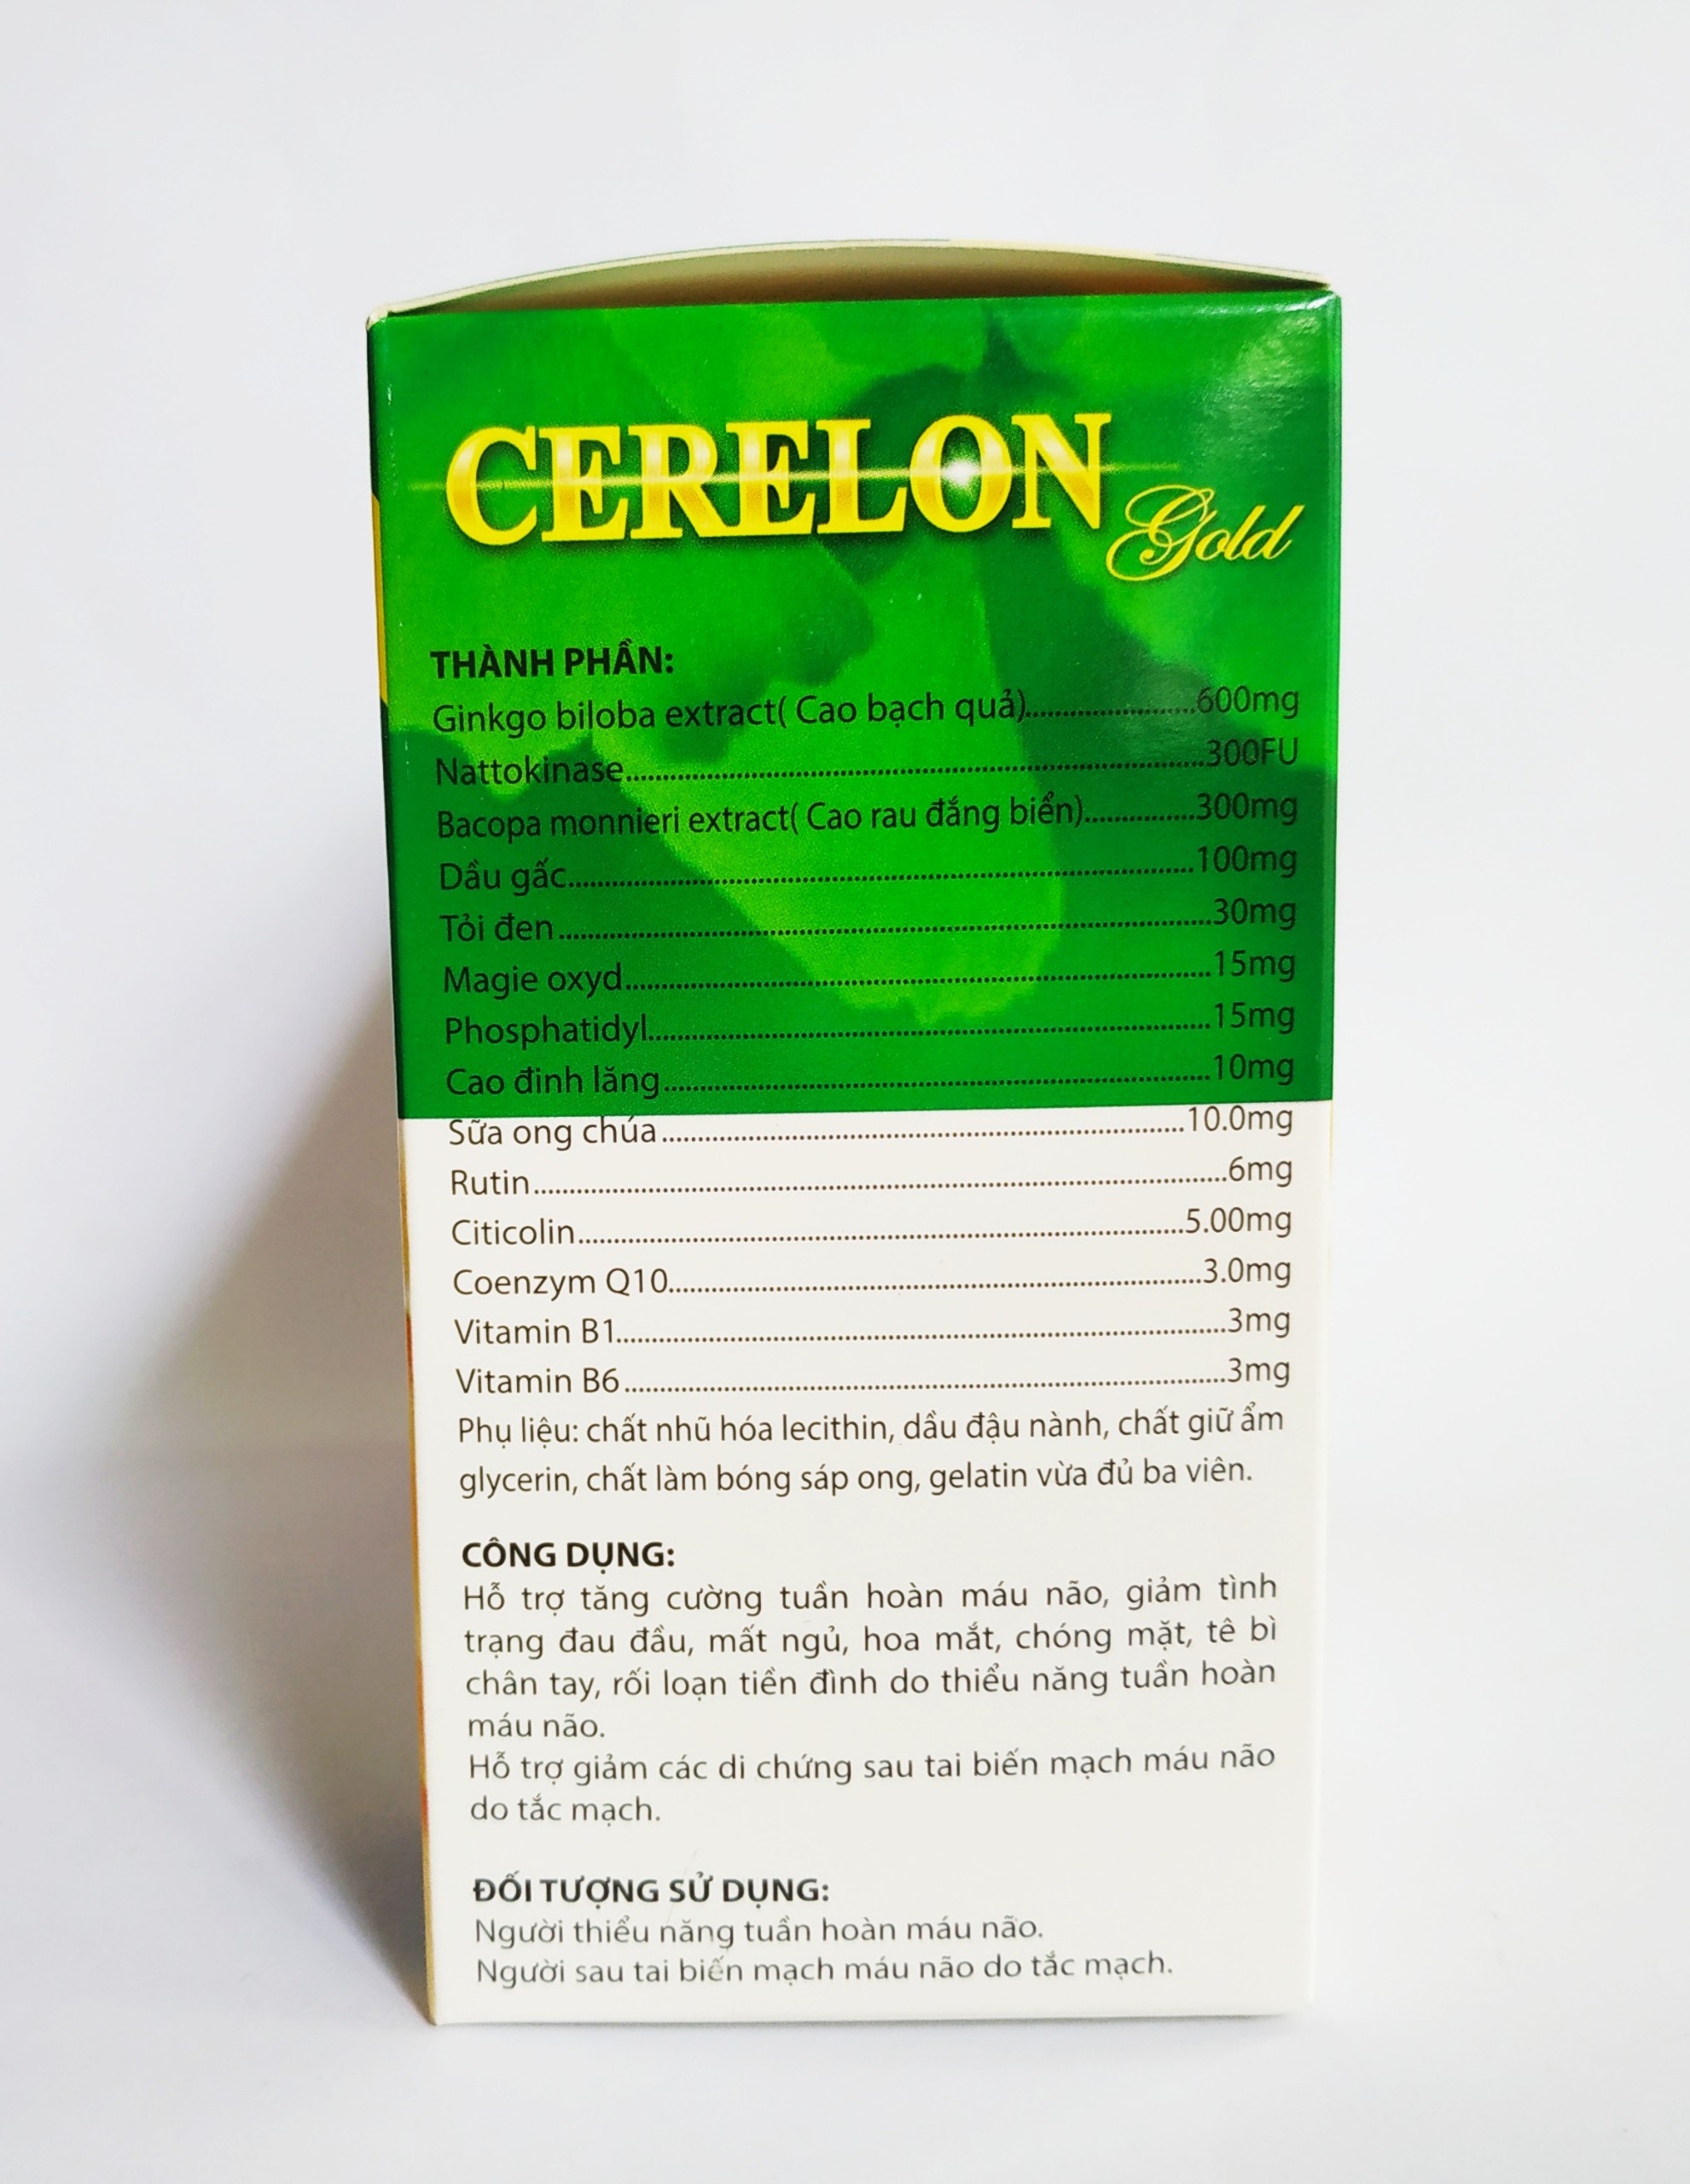 CERELON
Gold
THÀNH PHẦN:
Ginkgo biloba extract( Cao bạch quả)........................600mg
Nattokinase................................................................................300FU
Bacopa monnieri extract( Cao rau đắng biển)...............300mg
Dầu gấc......................................................................................100mg
Tỏi đen..........................................................................................30mg
Magie oxyd.................................................................................15mg
Phosphatidyl..............................................................................15mg
Cao đinh lăng............................................................................10mg
Sữa ong chúa.........................................................................10.0mg
Rutin................................................................................................6mg
Citicolin....................................................................................5.00mg
Coenzym Q10..........................................................................3.0mg
Vitamin B1.....................................................................................3mg
Vitamin B6....................................................................................3mg
Phụ liệu: chất nhũ hóa lecithin, dầu đậu nành, chất giữ ẩm
glycerin, chất làm bóng sáp ong, gelatin vừa đủ ba viên.
CÔNG DỤNG:
Hỗ trợ tăng cường tuần hoàn máu não, giảm tình
trạng đau đầu, mất ngủ, hoa mắt, chóng mặt, tê bì
chân tay, rối loạn tiền đình do thiểu năng tuần hoàn
máu não.
Hỗ trợ giảm các di chứng sau tai biến mạch máu não
do tắc mạch.
ĐỐI TƯỢNG SỬ DỤNG:
Người thiểu năng tuần hoàn máu não.
Người sau tai biến mạch máu não do tắc mạch.